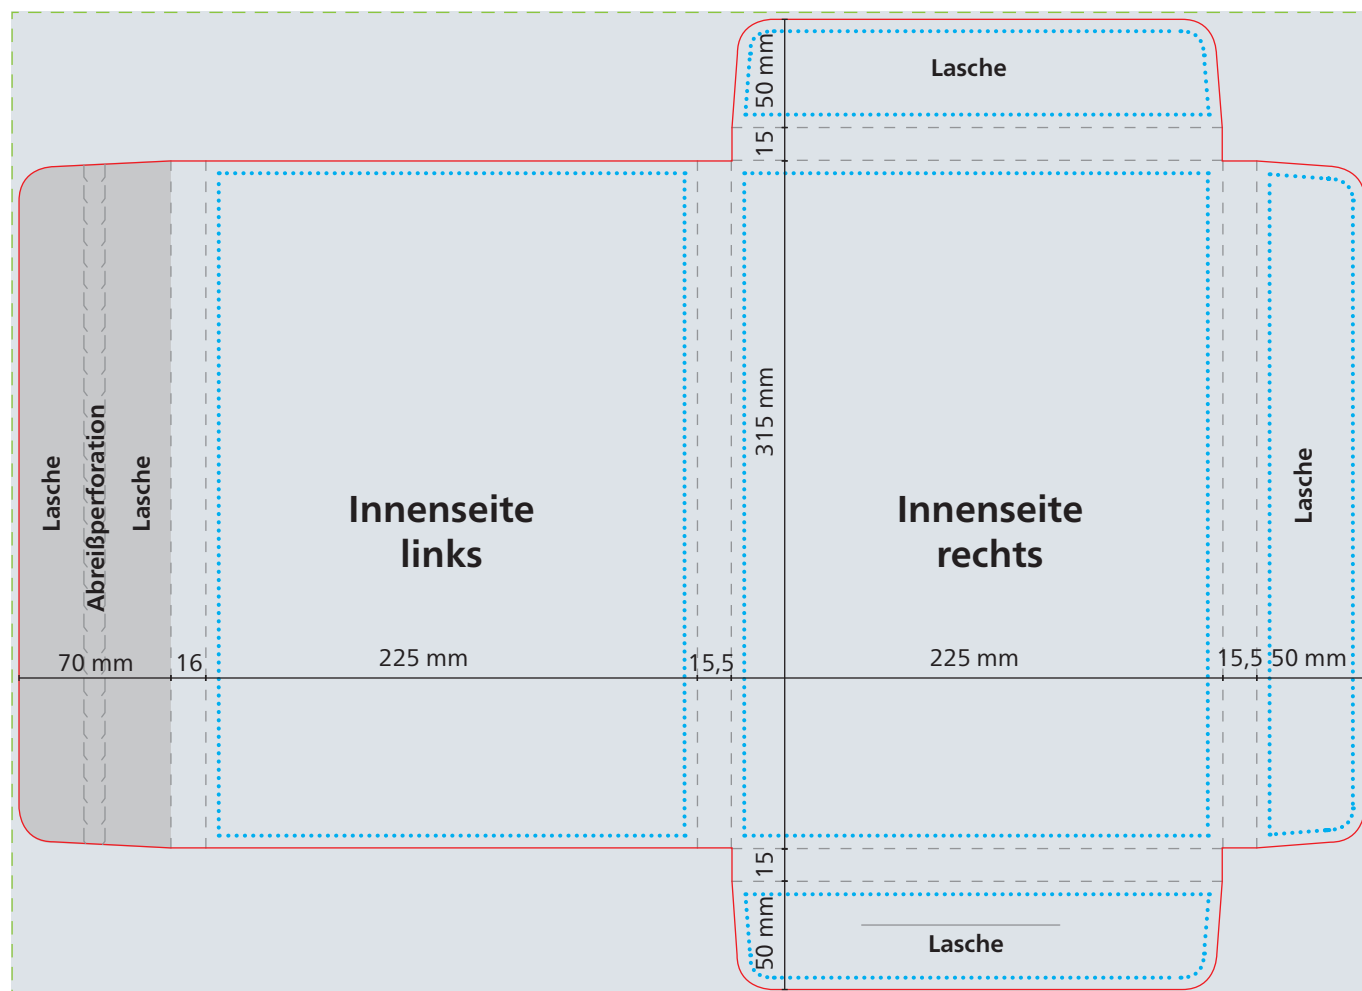 Lasche
50 mm
15
315 mm
Lasche
Abreißperforation
Lasche
Innenseite
links
Innenseite
rechts
Lasche
70 mm
16
225 mm
15,5
225 mm
15,5
50 mm
15
50 mm
Lasche